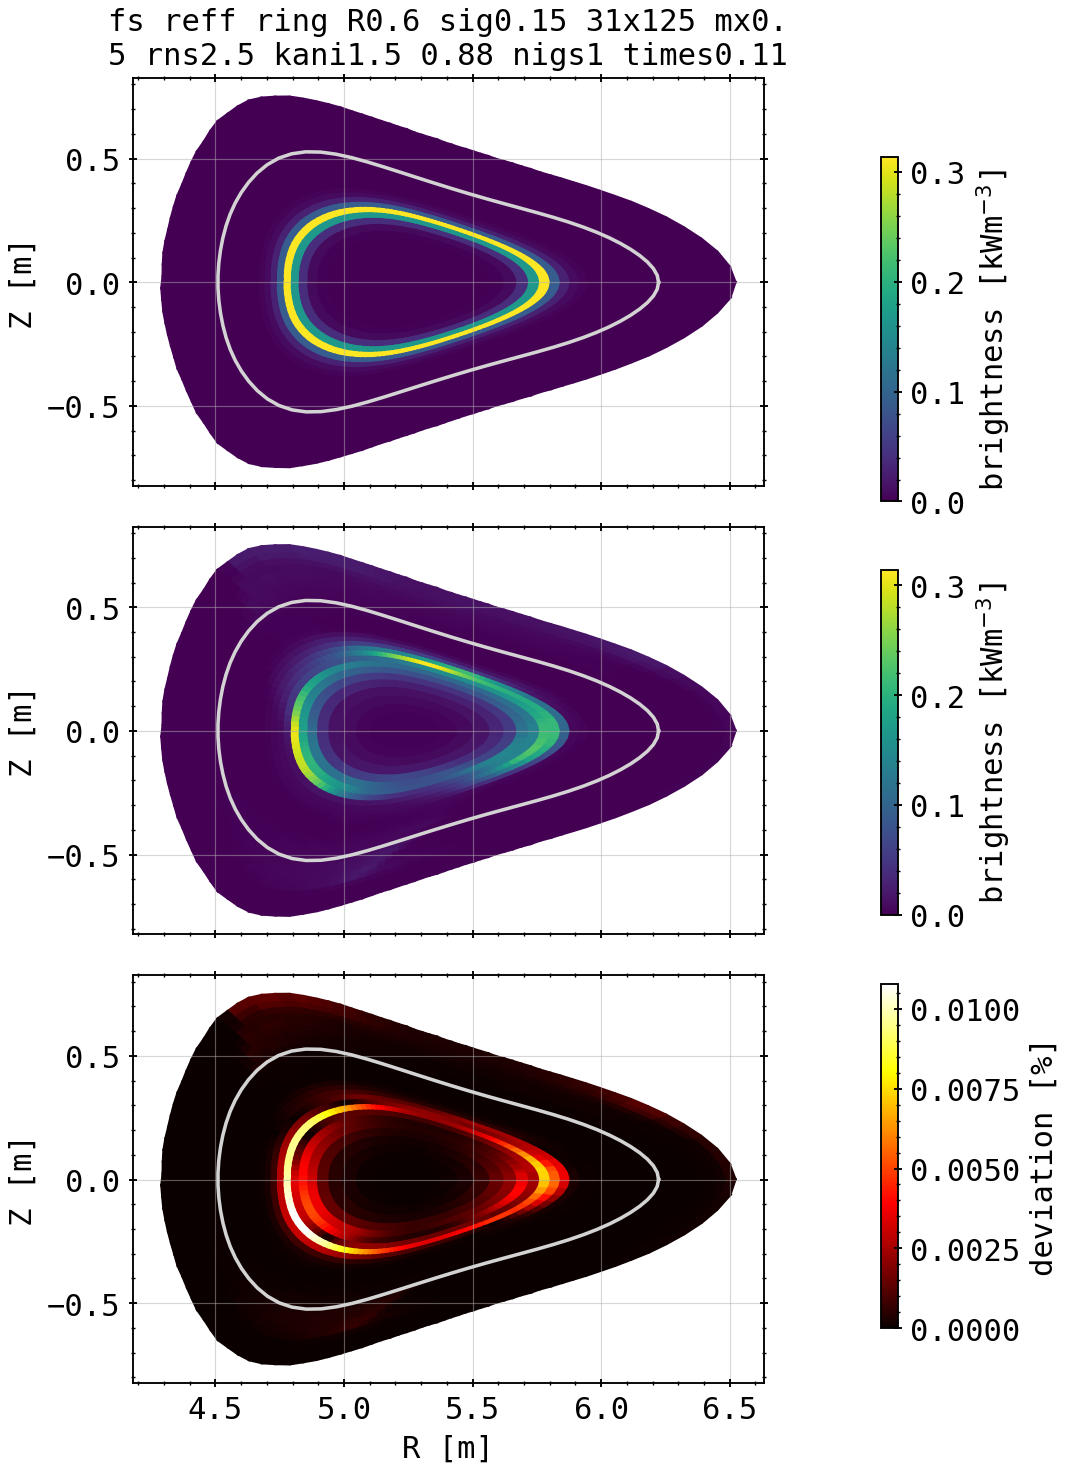 fs reff ring R0.6 sig0.15 31x125 mx0.
5 rns2.5 kani1.5 0.88 nigs1 times0.11
0.5
0.0
−0.5
Z [m]
0.3
0.2
0.1
0.0
brightness [kWm⁻³]
0.5
0.0
−0.5
Z [m]
0.3
0.2
0.1
0.0
brightness [kWm⁻³]
0.5
0.0
−0.5
Z [m]
0.0100
0.0075
0.0050
0.0025
0.0000
deviation [%]
4.5 5.0 5.5 6.0 6.5
R [m]